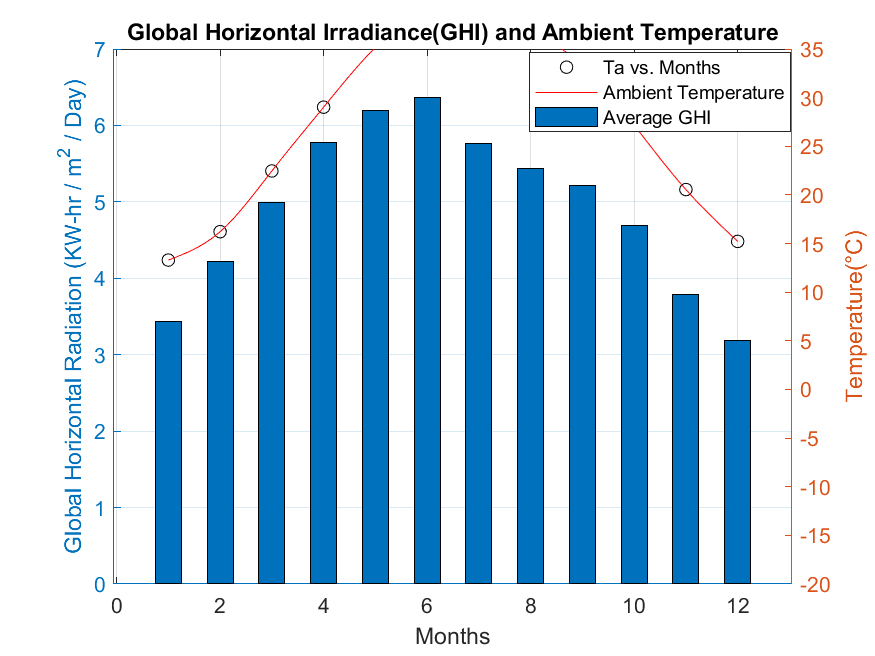 Global Horizontal Irradiance(GHI) and Ambient Temperature
Ta vs. Months
Ambient Temperature
Average GHI
Global Horizontal Radiation (KW-hr / m² / Day)
7
6
5
4
3
2
1
0
0 2 4 6 8 10 12
Months
35
30
25
20
15
10
5
0
-5
-10
-15
-20
Temperature(°C)